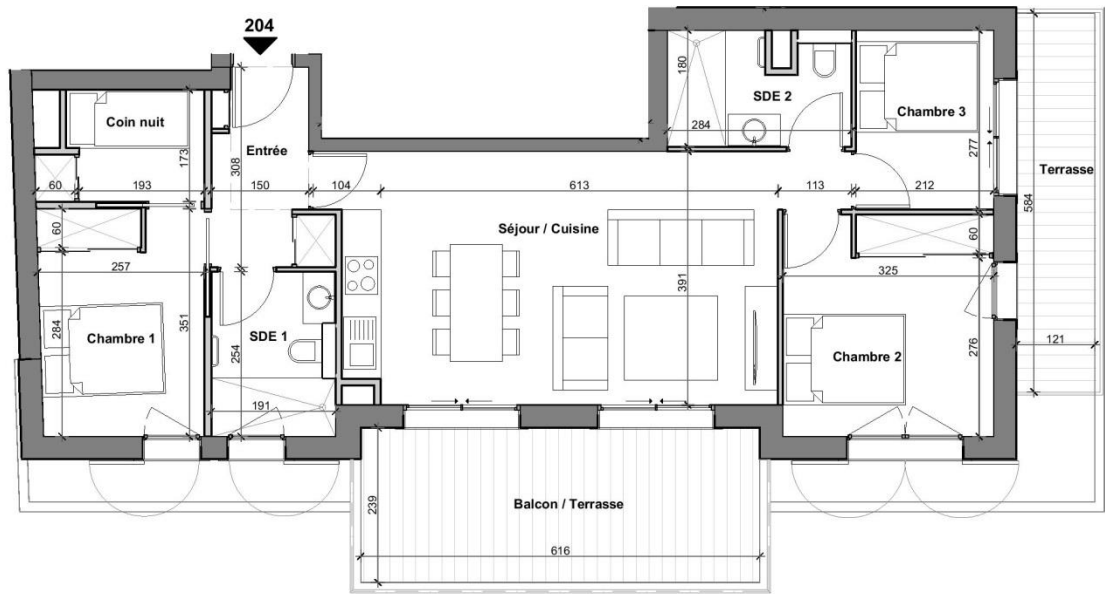 204
Coin nuit
173
60
193
60
257
284
351
Chambre 1
Entrée
308
150
104
SDE 1
254
191
Séjour / Cuisine
613
391
180
SDE 2
284
113
Chambre 3
277
212
60
325
Chambre 2
276
Terrasse
584
121
Balcon / Terrasse
239
616